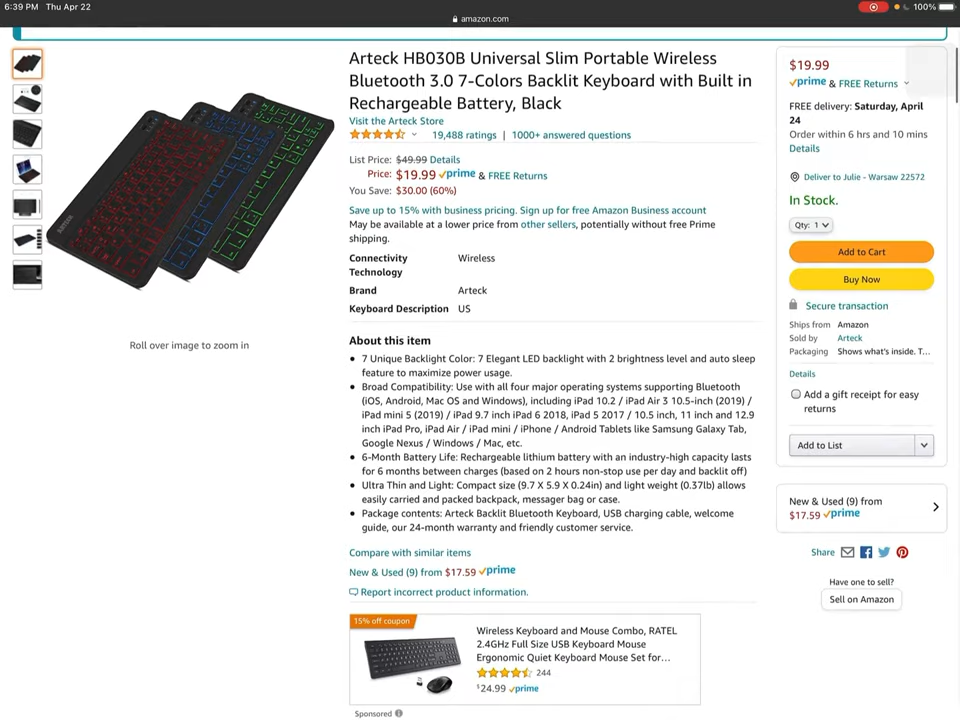 6:39 PM Thu Apr 22
100%
amazon.com
Arteck HB030B Universal Slim Portable Wireless
Bluetooth 3.0 7-Colors Backlit Keyboard with Built in
Rechargeable Battery, Black
Visit the Arteck Store
19,488 ratings | 1000+ answered questions
List Price: $49.99 Details
Price: $19.99 prime & FREE Returns
You Save: $30.00 (60%)
Save up to 15% with business pricing. Sign up for free Amazon Business account
May be available at a lower price from other sellers, potentially without free Prime
shipping.
Connectivity Wireless
Technology
Brand Arteck
Keyboard Description US
About this item
• 7 Unique Backlight Color: 7 Elegant LED backlight with 2 brightness level and auto sleep
feature to maximize power usage.
• Broad Compatibility: Use with all four major operating systems supporting Bluetooth
(iOS, Android, Mac OS and Windows), including iPad 10.2 / iPad Air 3 10.5-inch (2019) /
iPad mini 5 (2019) / iPad 9.7 inch iPad 6 2018, iPad 5 2017 / 10.5 inch, 11 inch and 12.9
inch iPad Pro, iPad Air / iPad mini / iPhone / Android Tablets like Samsung Galaxy Tab,
Google Nexus / Windows / Mac, etc.
• 6-Month Battery Life: Rechargeable lithium battery with an industry-high capacity lasts
for 6 months between charges (based on 2 hours non-stop use per day and backlit off)
• Ultra Thin and Light: Compact size (9.7 X 5.9 X 0.24in) and light weight (0.37lb) allows
easily carried and packed backpack, messager bag or case.
• Package contents: Arteck Backlit Bluetooth Keyboard, USB charging cable, welcome
guide, our 24-month warranty and friendly customer service.
Compare with similar items
New & Used (9) from $17.59 prime
Report incorrect product information.
15% off coupon
Wireless Keyboard and Mouse Combo, RATEL
2.4GHz Full Size USB Keyboard Mouse
Ergonomic Quiet Keyboard Mouse Set for…
244
$24.99 prime
Sponsored
ARTECK
Roll over image to zoom in
$19.99
prime & FREE Returns
FREE delivery: Saturday, April
24
Order within 6 hrs and 10 mins
Details
Deliver to Julie - Warsaw 22572
In Stock.
Qty: 1
Add to Cart
Buy Now
Secure transaction
Ships from Amazon
Sold by Arteck
Packaging Shows what's inside. T…
Details
Add a gift receipt for easy
returns
Add to List
New & Used (9) from
$17.59 prime
Share
Have one to sell?
Sell on Amazon